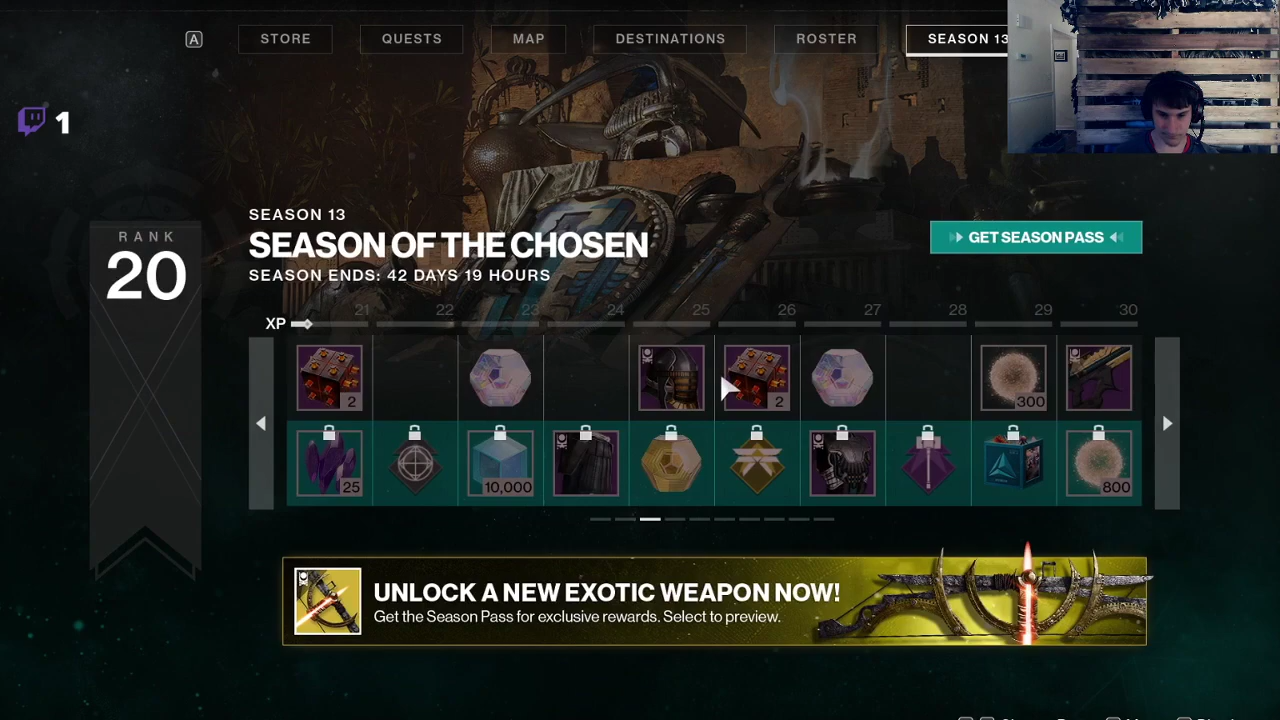 A STORE QUESTS MAP DESTINATIONS ROSTER SEASON 13
1
RANK
20
SEASON 13
SEASON OF THE CHOSEN
SEASON ENDS: 42 DAYS 19 HOURS
GET SEASON PASS
XP 21 22 23 24 25 26 27 28 29 30
2 2 300
25 10,000 800
UNLOCK A NEW EXOTIC WEAPON NOW!
Get the Season Pass for exclusive rewards. Select to preview.